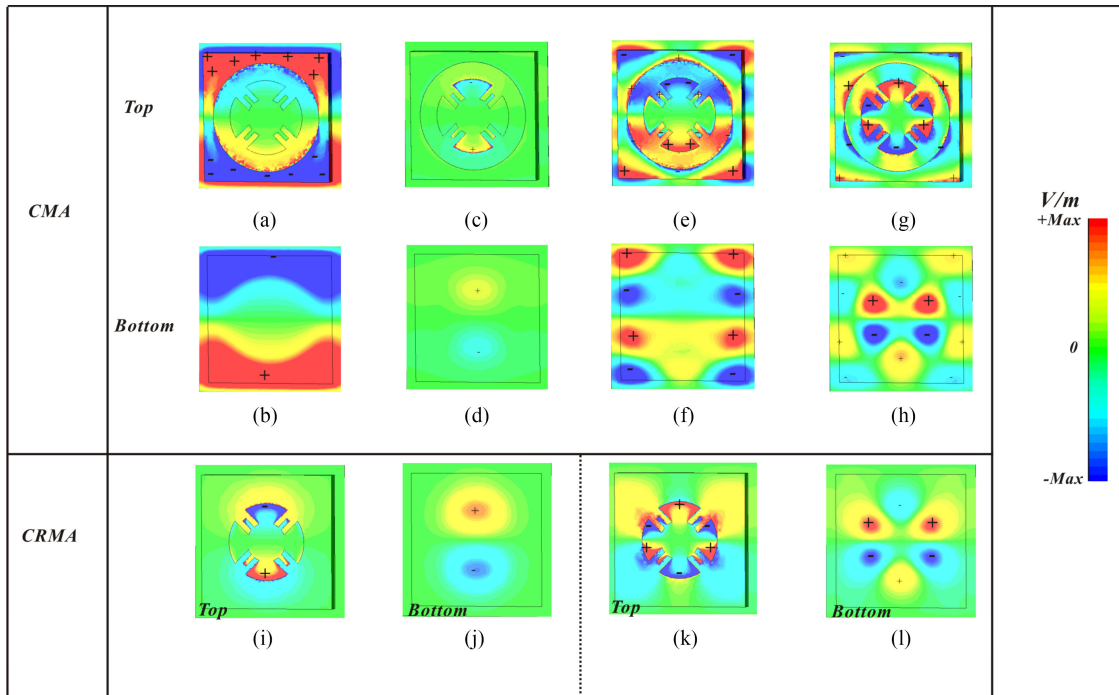 Top
(a) (c) (e) (g)
CMA
V/m
+Max
Bottom
0
(b) (d) (f) (h)
-Max
CRMA
Top Bottom Top Bottom
(i) (j) (k) (l)